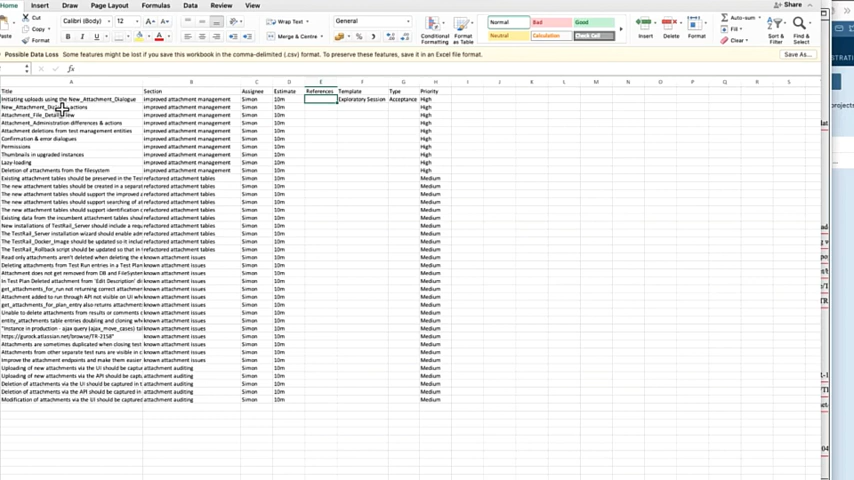 Home Insert Draw Page Layout Formulas Data Review View Share
Cut Calibri (Body) 12 Wrap Text General Normal Bad Good Auto-sum
Copy Fill
Format B I U Merge & Centre Conditional Formatting Format as Table Neutral Calculation Check Cell Insert Delete Format Clear Sort & Filter Find & Select
Possible Data Loss Some features might be lost if you save this workbook in the comma-delimited (.csv) format. To preserve these features, save it in an Excel file format. Save As...
fx
A B C D E F G H I J K L M N O P Q R S
Title Section Assignee Estimate References Template Type Priority
Initiating uploads using the New_Attachment_Dialogue improved attachment management Simon 10m Exploratory Session Acceptance High
improved attachment management Simon 10m High
improved attachment management Simon 10m High
Attachment_Administration differences & actions improved attachment management Simon 10m High
Attachment deletions from test management entities improved attachment management Simon 10m High
Confirmation & error dialogues improved attachment management Simon 10m High
Permissions improved attachment management Simon 10m High
Thumbnails in upgraded instances improved attachment management Simon 10m High
Lazy-loading improved attachment management Simon 10m High
Deletion of attachments from the filesystem improved attachment management Simon 10m High
Existing attachment tables should be preserved in the Test refactored attachment tables Simon 10m Medium
The new attachment tables should be created in a separat refactored attachment tables Simon 10m Medium
The new attachment tables should support the improved a refactored attachment tables Simon 10m Medium
The new attachment tables should support searching of al refactored attachment tables Simon 10m Medium
The new attachment tables should support identification o refactored attachment tables Simon 10m Medium
Existing data from the incumbent attachment tables shoul refactored attachment tables Simon 10m Medium
New installations of TestRail_Server should include a requ refactored attachment tables Simon 10m Medium
The TestRail_Server installation wizard should enable adm refactored attachment tables Simon 10m Medium
The TestRail_Docker_Image should be updated so it inclu refactored attachment tables Simon 10m Medium
The TestRail_Rollback script should be updated so that in refactored attachment tables Simon 10m Medium
Read only attachments aren't deleted when deleting the e known attachment issues Simon 10m Medium
Deleting attachments from Test Run entries in a Test Plan known attachment issues Simon 10m Medium
Attachment does not get removed from DB and FileSystem known attachment issues Simon 10m Medium
In Test Plan Deleted attachment from 'Edit Description' di known attachment issues Simon 10m Medium
get_attachments_for_run not returning correct attachmen known attachment issues Simon 10m Medium
Attachment added to run through API not visible on UI wh known attachment issues Simon 10m Medium
get_attachments_for_plan_entry also returns attachments known attachment issues Simon 10m Medium
Unable to delete attachments from results or comments o known attachment issues Simon 10m Medium
entity_attachments table entries doubling and cloning wh known attachment issues Simon 10m Medium
"Instance in production - ajax query (ajax_move_cases) tal known attachment issues Simon 10m Medium
https://gurock.atlassian.net/browse/TR-2158" known attachment issues Simon 10m Medium
Attachments are sometimes duplicated when closing test known attachment issues Simon 10m Medium
Attachments from other separate test runs are visible in c known attachment issues Simon 10m Medium
Improve the attachment endpoints and make them easier known attachment issues Simon 10m Medium
Uploading of new attachments via the UI should be captu attachment auditing Simon 10m Medium
Uploading of new attachments via the API should be capt attachment auditing Simon 10m Medium
Deletion of attachments via the UI should be captured in t attachment auditing Simon 10m Medium
Deletion of attachments via the API should be captured in attachment auditing Simon 10m Medium
Modification of attachments via the UI should be captured attachment auditing Simon 10m Medium